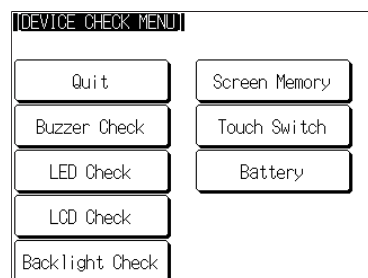 [DEVICE CHECK MENU]
Quit
Screen Memory
Buzzer Check
Touch Switch
LED Check
Battery
LCD Check
Backlight Check